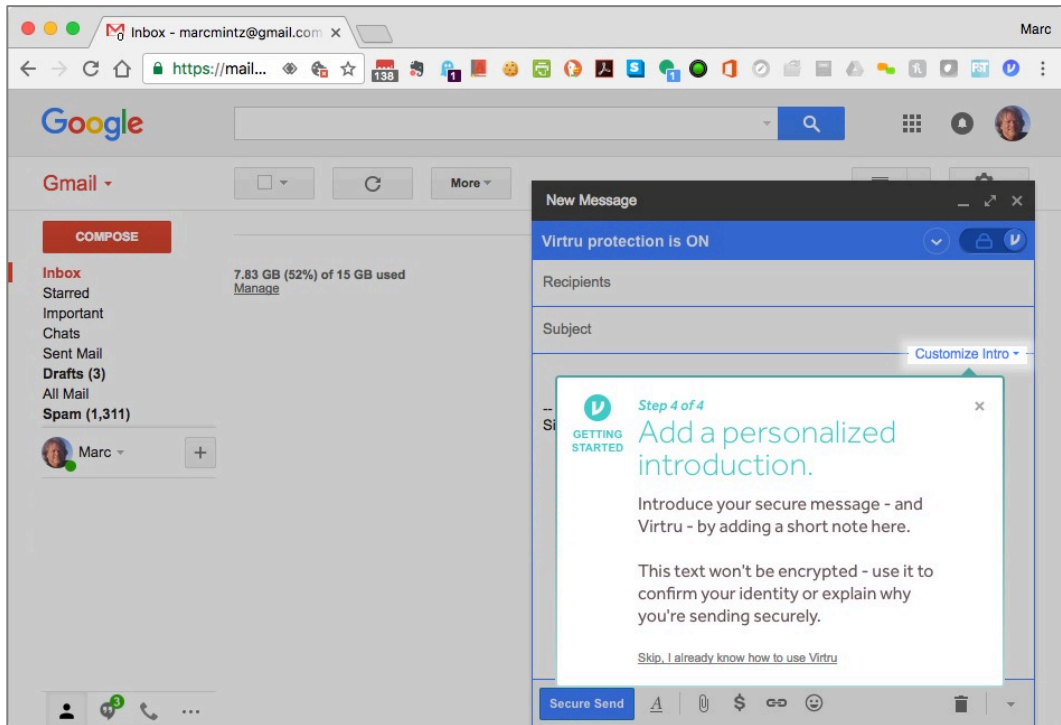 Inbox - marcmintz@gmail.com
Marc
https://mail...
138
1
1
Google
Gmail
More
COMPOSE
Inbox
Starred
Important
Chats
Sent Mail
Drafts (3)
All Mail
Spam (1,311)
Marc
3
7.83 GB (52%) of 15 GB used
Manage
New Message
Virtru protection is ON
Recipients
Subject
Customize Intro
--
Si
GETTING
STARTED
Step 4 of 4
Add a personalized
introduction.
Introduce your secure message - and
Virtru - by adding a short note here.
This text won't be encrypted - use it to
confirm your identity or explain why
you're sending securely.
Skip, I already know how to use Virtru
Secure Send
A
$